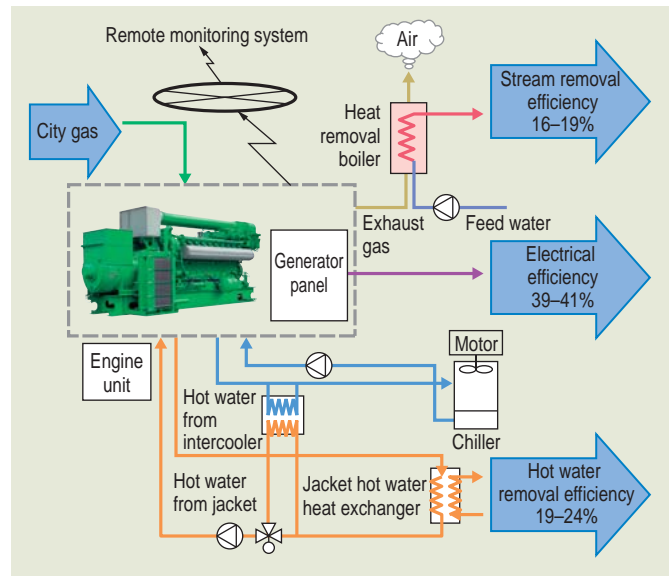 Remote monitoring system
Air
City gas
Heat
removal
boiler
Stream removal
efficiency
16–19%
Exhaust
gas
Feed water
Generator
panel
Electrical
efficiency
39–41%
Engine
unit
Motor
Hot water
from
intercooler
Chiller
Hot water
from jacket
Jacket hot water
heat exchanger
Hot water
removal efficiency
19–24%